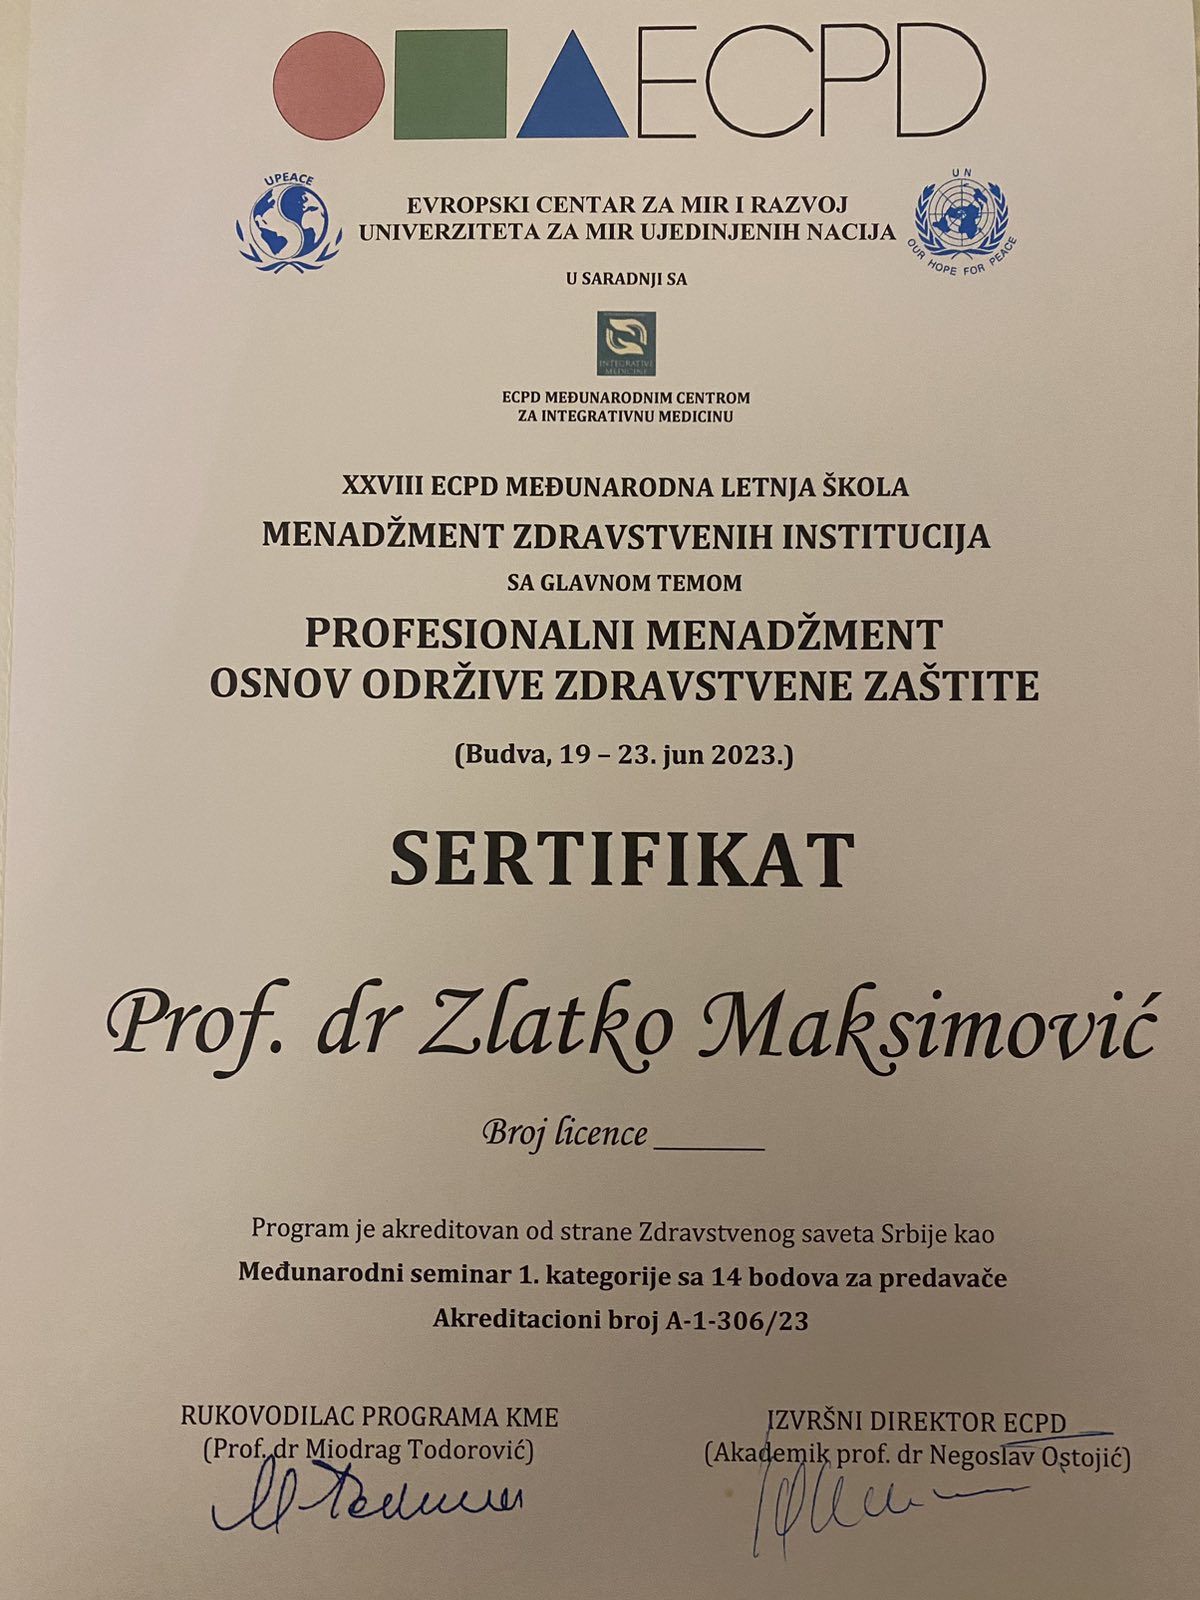 ECPD
UPEACE
UN
OUR HOPE FOR PEACE
EVROPSKI CENTAR ZA MIR I RAZVOJ
UNIVERZITETA ZA MIR UJEDINJENIH NACIJA
U SARADNJI SA
INTEGRATIVE
MEDICINE
ECPD MEĐUNARODNIM CENTROM
ZA INTEGRATIVNU MEDICINU
XXVIII ECPD MEĐUNARODNA LETNJA ŠKOLA
MENADŽMENT ZDRAVSTVENIH INSTITUCIJA
SA GLAVNOM TEMOM
PROFESIONALNI MENADŽMENT
OSNOV ODRŽIVE ZDRAVSTVENE ZAŠTITE
(Budva, 19 – 23. jun 2023.)
SERTIFIKAT
Prof. dr Zlatko Maksimović
Broj licence ______
Program je akreditovan od strane Zdravstvenog saveta Srbije kao
Međunarodni seminar 1. kategorije sa 14 bodova za predavače
Akreditacioni broj A-1-306/23
RUKOVODILAC PROGRAMA KME
(Prof. dr Miodrag Todorović)
IZVRŠNI DIREKTOR ECPD
(Akademik prof. dr Negoslav Ostojić)